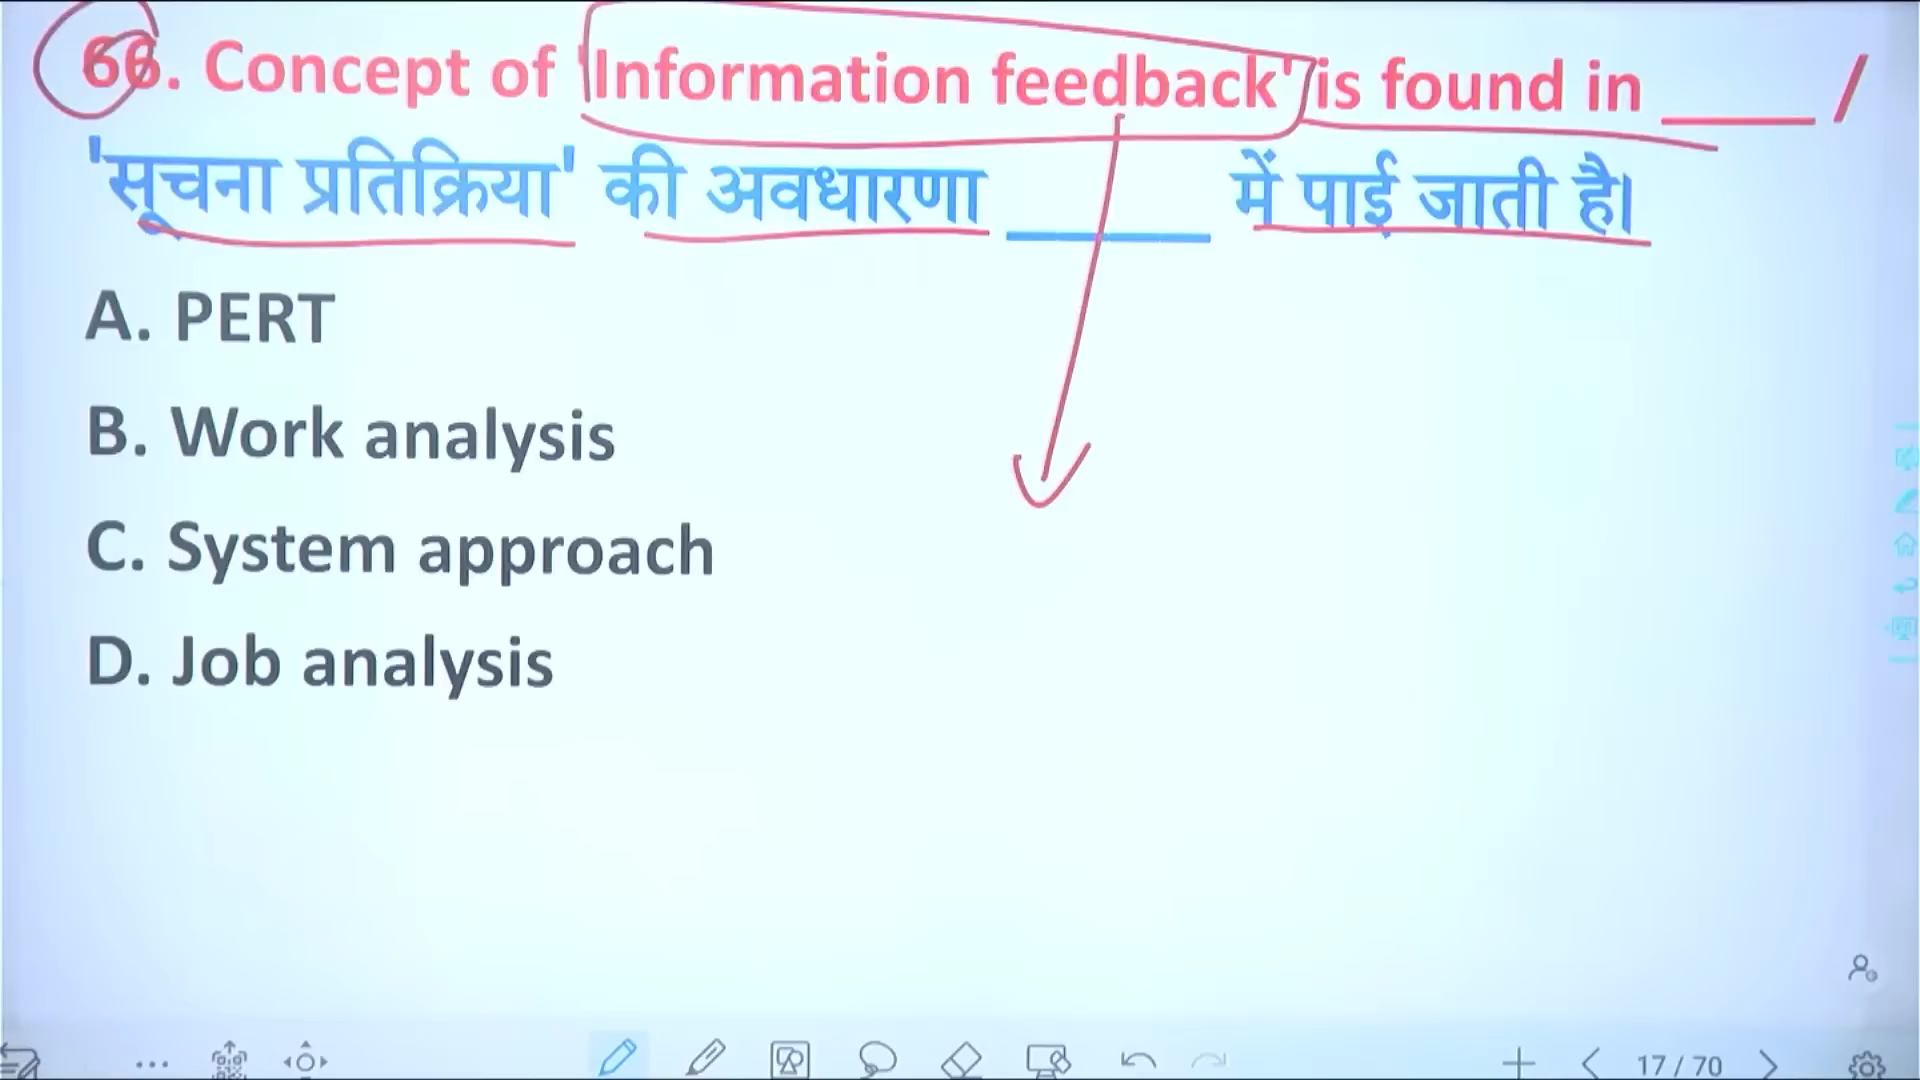 66. Concept of 'Information feedback' is found in ____ /
'सूचना प्रतिक्रिया' की अवधारणा ____ में पाई जाती है।
A. PERT
B. Work analysis
C. System approach
D. Job analysis
17 / 70